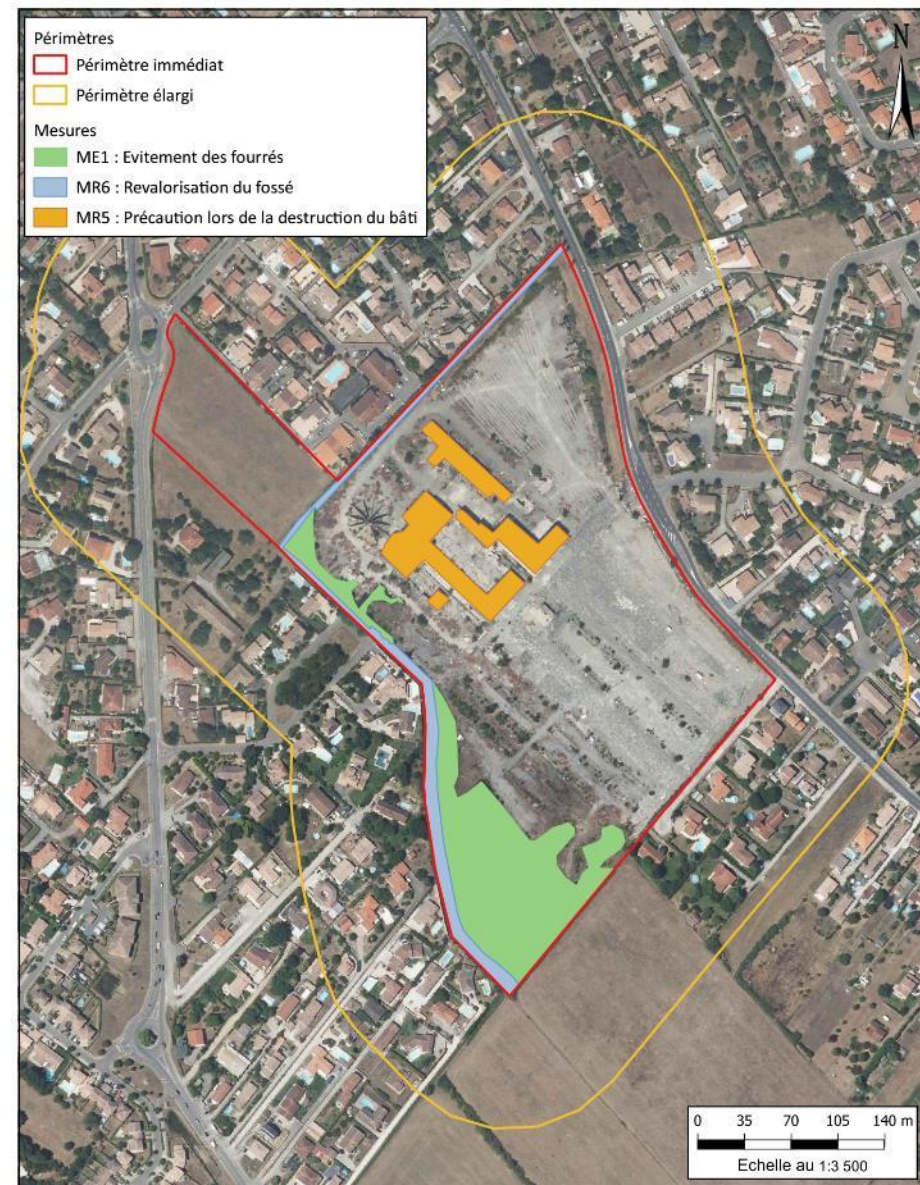 Périmètres
Périmètre immédiat
Périmètre élargi
Mesures
ME1 : Evitement des fourrés
MR6 : Revalorisation du fossé
MR5 : Précaution lors de la destruction du bâti
N
0 35 70 105 140 m
Echelle au 1:3 500